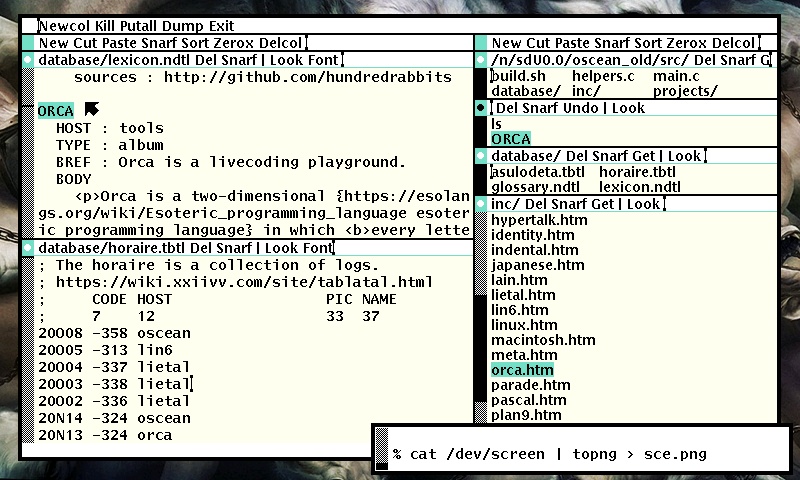 Newcol Kill Putall Dump Exit
New Cut Paste Snarf Sort Zerox Delcol
database/lexicon.ndtl Del Snarf | Look Font
sources : http://github.com/hundredrabbits
ORCA
HOST : tools
TYPE : album
BREF : Orca is a livecoding playground.
BODY
<p>Orca is a two-dimensional {https://esolan
gs.org/wiki/Esoteric_programming_language esoter
ic programming language} in which <b>every lette
database/horaire.tbtl Del Snarf | Look Font
; The horaire is a collection of logs.
; https://wiki.xxiivv.com/site/tablatal.html
; CODE HOST PIC NAME
; 7 12 33 37
20O08 -358 oscean
20O05 -313 lin6
20O04 -337 lietal
20O03 -338 lietal
20O02 -336 lietal
20N14 -324 oscean
20N13 -324 orca
New Cut Paste Snarf Sort Zerox Delcol
/n/sdU0.0/oscean_old/src/ Del Snarf G
build.sh helpers.c main.c
database/ inc/ projects/
Del Snarf Undo | Look
ls
ORCA
database/ Del Snarf Get | Look
asulodeta.tbtl horaire.tbtl
glossary.ndtl lexicon.ndtl
inc/ Del Snarf Get | Look
hypertalk.htm
identity.htm
indental.htm
japanese.htm
lain.htm
lietal.htm
lin6.htm
linux.htm
macintosh.htm
meta.htm
orca.htm
parade.htm
pascal.htm
plan9.htm
% cat /dev/screen | topng > sce.png